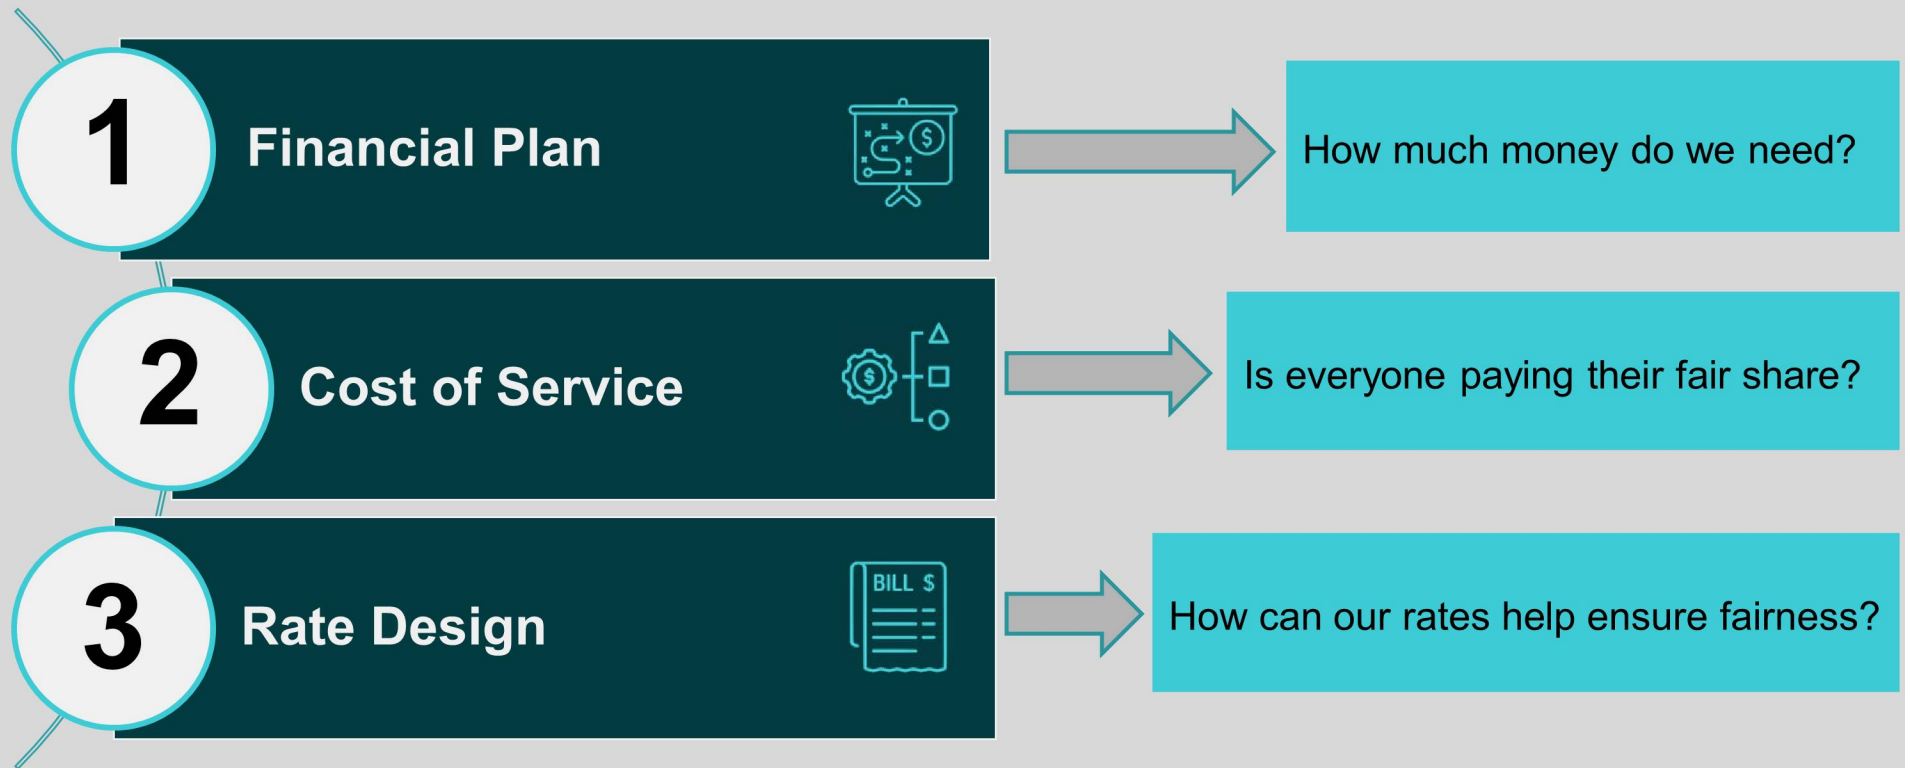 1
Financial Plan
$
How much money do we need?
2
Cost of Service
$
Is everyone paying their fair share?
3
Rate Design
BILL $
How can our rates help ensure fairness?